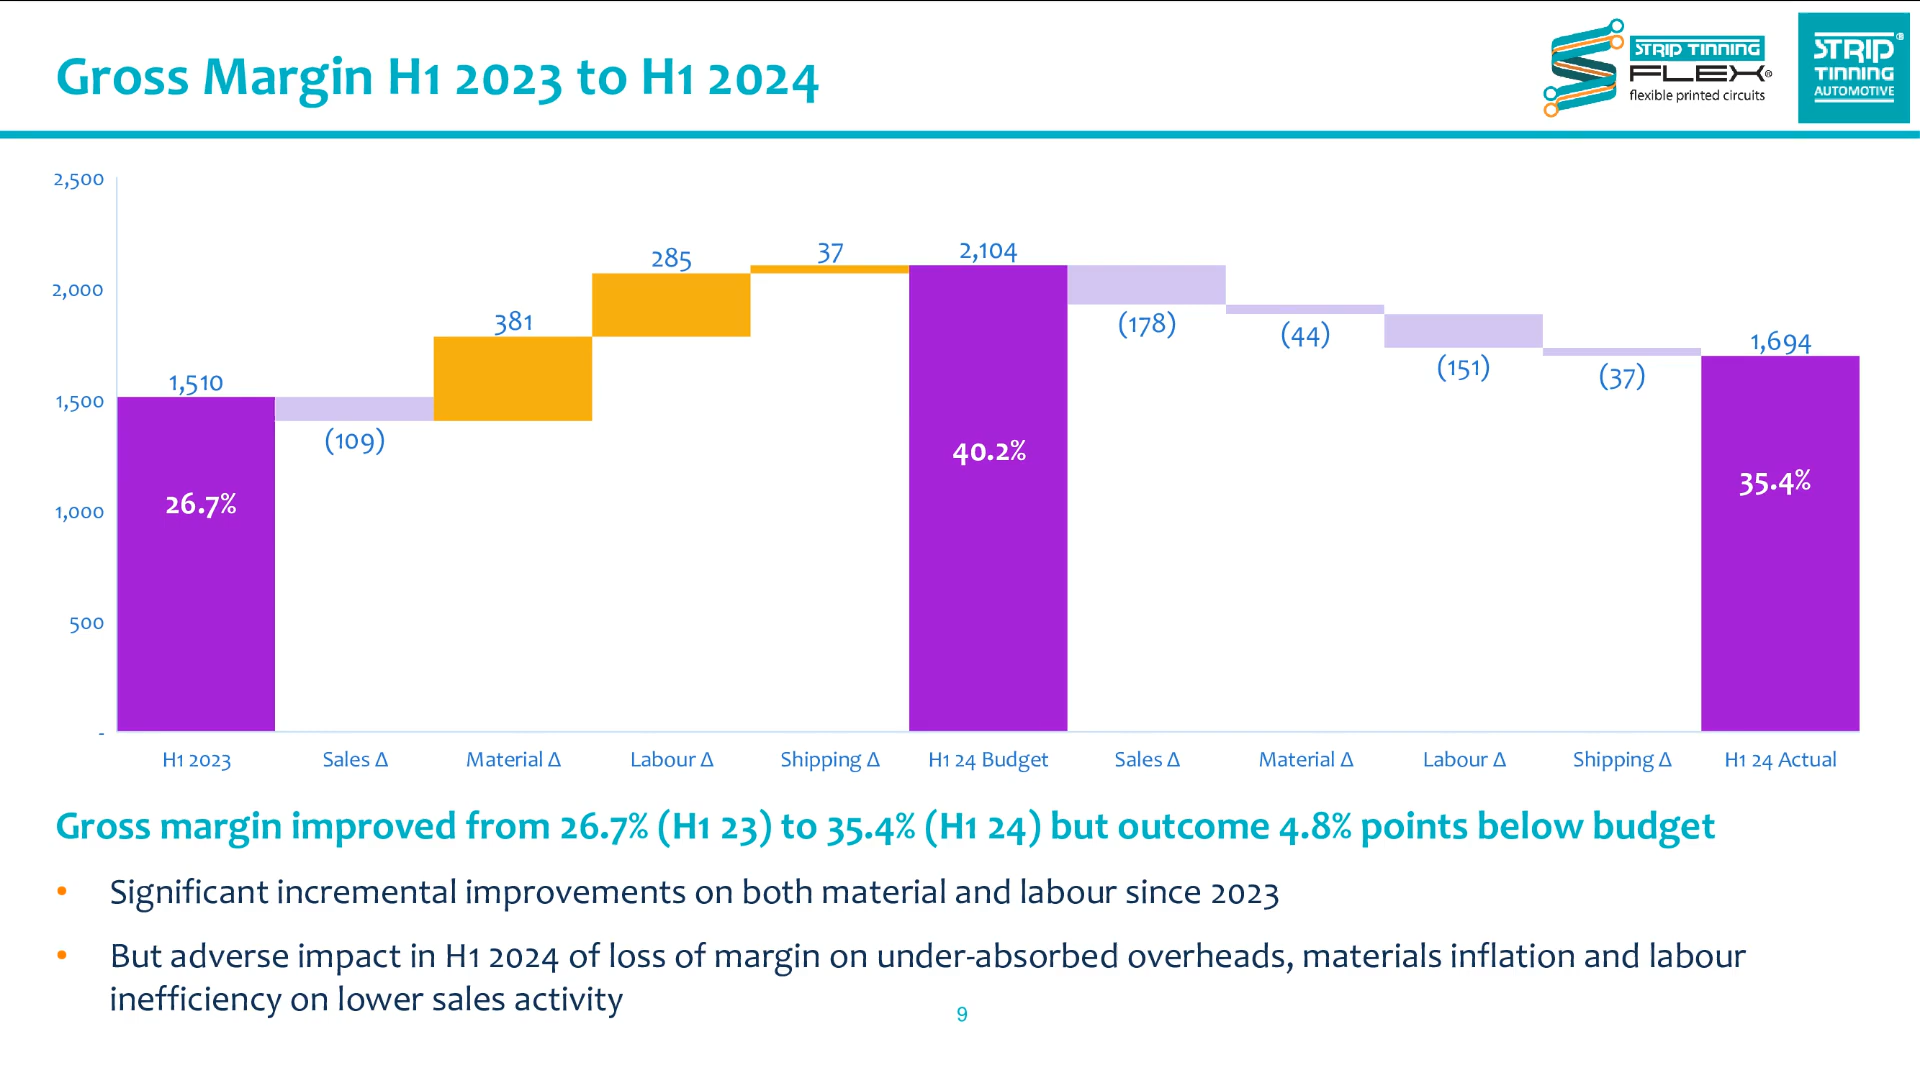 Gross Margin H1 2023 to H1 2024
STRIP TINNING
FLEX®
flexible printed circuits
STRIP®
TINNING
AUTOMOTIVE
2,500
2,000
1,500
1,000
500
-
1,510
(109)
381
285
37
2,104
(178)
(44)
(151)
(37)
1,694
26.7%
40.2%
35.4%
H1 2023
Sales Δ
Material Δ
Labour Δ
Shipping Δ
H1 24 Budget
Sales Δ
Material Δ
Labour Δ
Shipping Δ
H1 24 Actual
Gross margin improved from 26.7% (H1 23) to 35.4% (H1 24) but outcome 4.8% points below budget
• Significant incremental improvements on both material and labour since 2023
• But adverse impact in H1 2024 of loss of margin on under-absorbed overheads, materials inflation and labour
inefficiency on lower sales activity
9